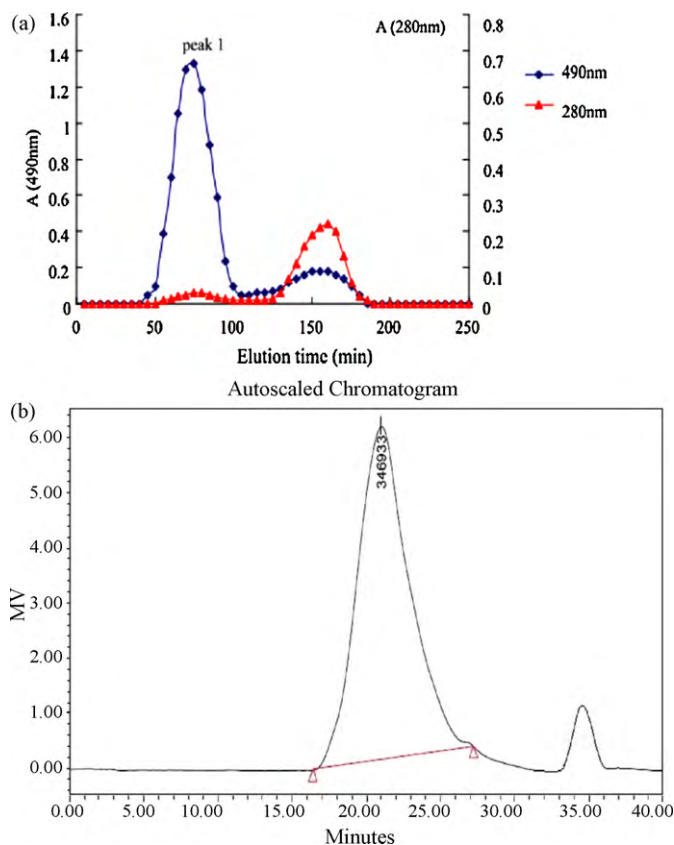 (a)
1.6
1.4
1.2
1
0.8
0.6
0.4
0.2
0
A (490nm)
peak 1
A (280nm)
0.8
0.7
0.6
0.5
0.4
0.3
0.2
0.1
0
490nm
280nm
0 50 100 150 200 250
Elution time (min)
Autoscaled Chromatogram
(b)
6.00
5.00
4.00
3.00
2.00
1.00
0.00
MV
346933
0.00 5.00 10.00 15.00 20.00 25.00 30.00 35.00 40.00
Minutes